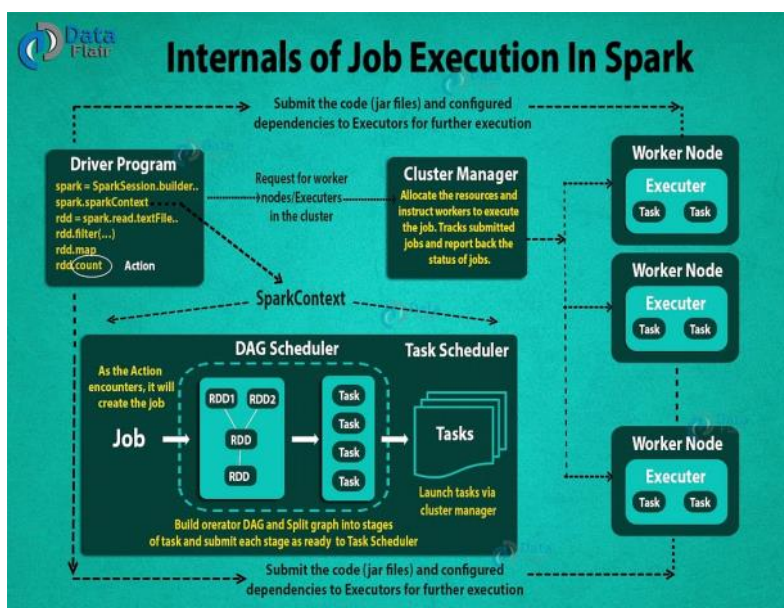 Data
Flair
Internals of Job Execution In Spark
Submit the code (jar files) and configured
dependencies to Executors for further execution
Driver Program
spark = SparkSession.builder..
spark.sparkContext
rdd = spark.read.textFile..
rdd.filter(...)
rdd.map
rdd.count Action
Request for worker
nodes/Executers
in the cluster
Cluster Manager
Allocate the resources and
instruct workers to execute
the job. Tracks submitted
jobs and report back the
status of jobs.
Worker Node
Executer
Task Task
Worker Node
Executer
Task Task
Worker Node
Executer
Task Task
SparkContext
DAG Scheduler
Task Scheduler
As the Action
encounters, it will
create the job
Job
RDD1 RDD2
RDD
RDD
Task
Task
Task
Task
Tasks
Launch tasks via
cluster manager
Build orerator DAG and Split graph into stages
of task and submit each stage as ready to Task Scheduler
Submit the code (jar files) and configured
dependencies to Executors for further execution